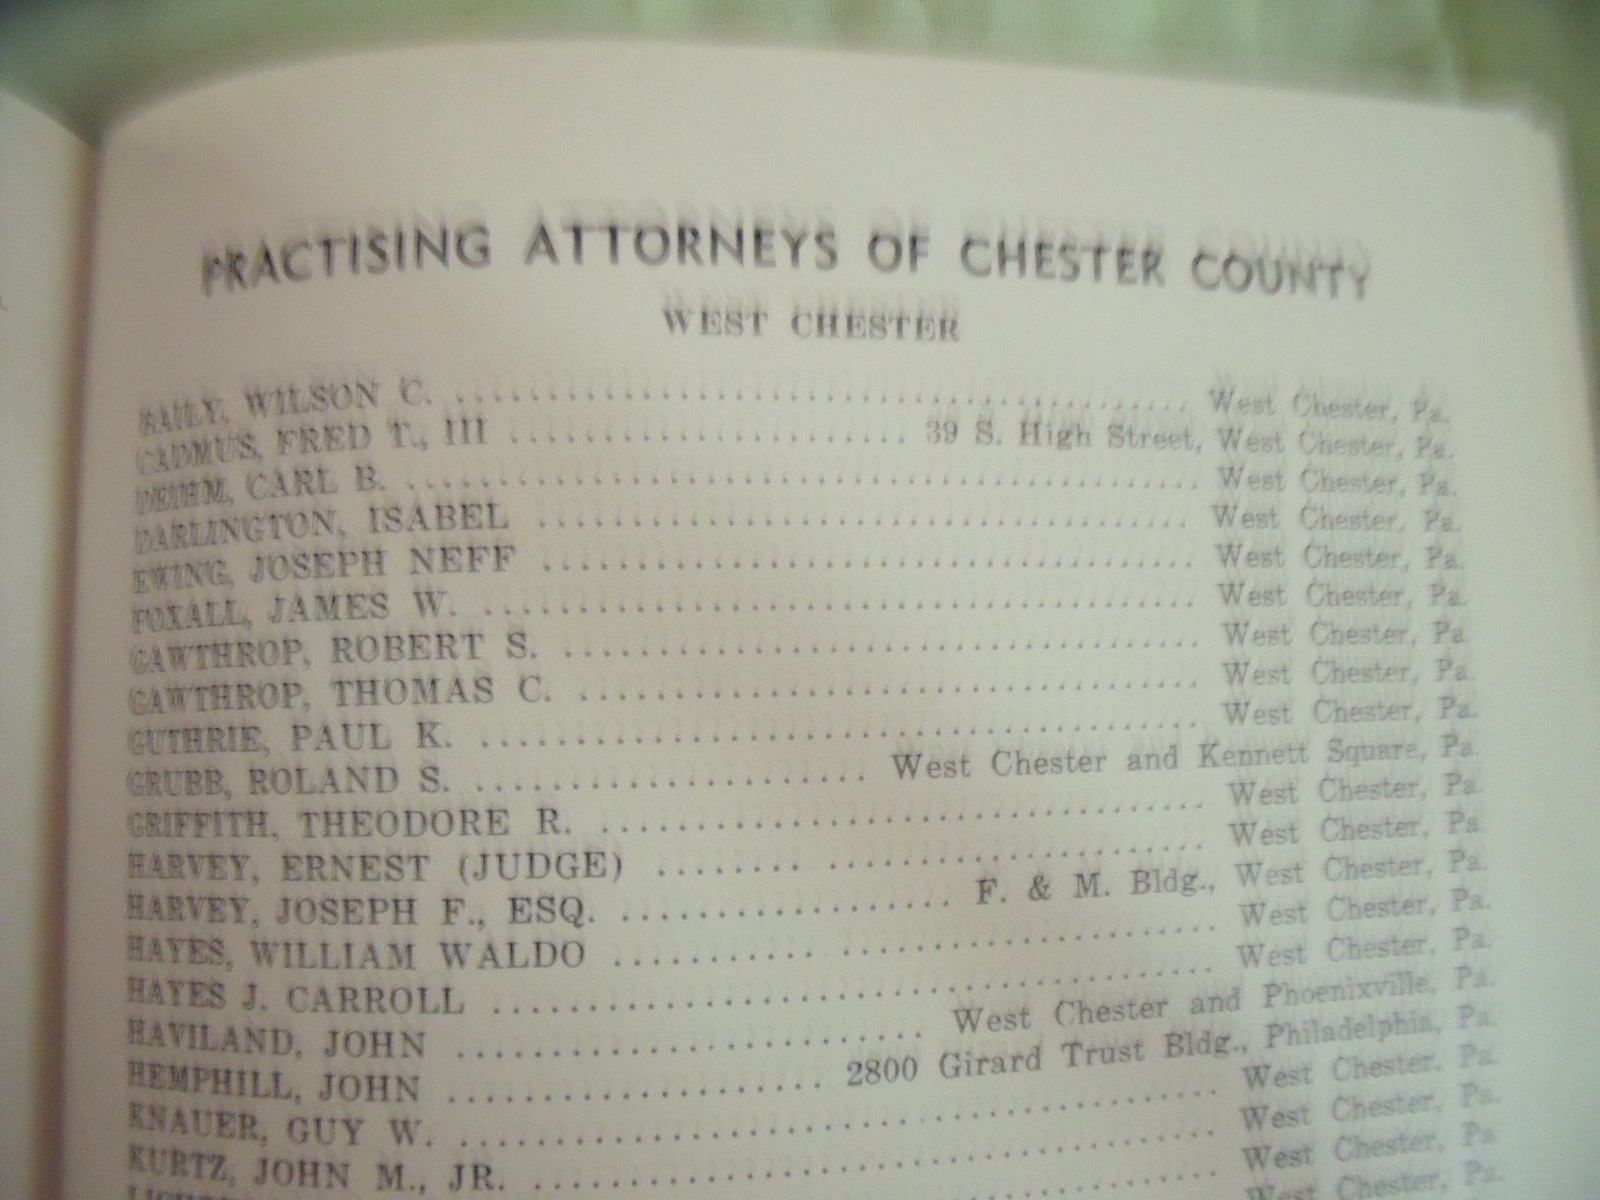 PRACTISING ATTORNEYS OF CHESTER COUNTY
WEST CHESTER
BAILY, WILSON C. ........................................ West Chester, Pa.
CADMUS, FRED T., III ..................... 39 S. High Street, West Chester, Pa.
DEHM, CARL B. .......................................... West Chester, Pa.
DARLINGTON, ISABEL ................................... West Chester, Pa.
EWING, JOSEPH NEFF ................................... West Chester, Pa.
FOXALL, JAMES W. ...................................... West Chester, Pa.
GAWTHROP, ROBERT S. .................................. West Chester, Pa.
GAWTHROP, THOMAS C. ................................. West Chester, Pa.
GUTHRIE, PAUL K. ...................................... West Chester, Pa.
GRUBB, ROLAND S. ..................... West Chester and Kennett Square, Pa.
GRIFFITH, THEODORE R. ................................ West Chester, Pa.
HARVEY, ERNEST (JUDGE) ............................ West Chester, Pa.
HARVEY, JOSEPH F., ESQ. .................. F. & M. Bldg., West Chester, Pa.
HAYES, WILLIAM WALDO ............................... West Chester, Pa.
HAYES J. CARROLL ...................................... West Chester, Pa.
HAVILAND, JOHN ......................... West Chester and Phoenixville, Pa.
HEMPHILL, JOHN .................... 2800 Girard Trust Bldg., Philadelphia, Pa.
KNAUER, GUY W. ........................................ West Chester, Pa.
KURTZ, JOHN M., JR. .................................... West Chester, Pa.
West Chester, Pa.
West Chester, Pa.